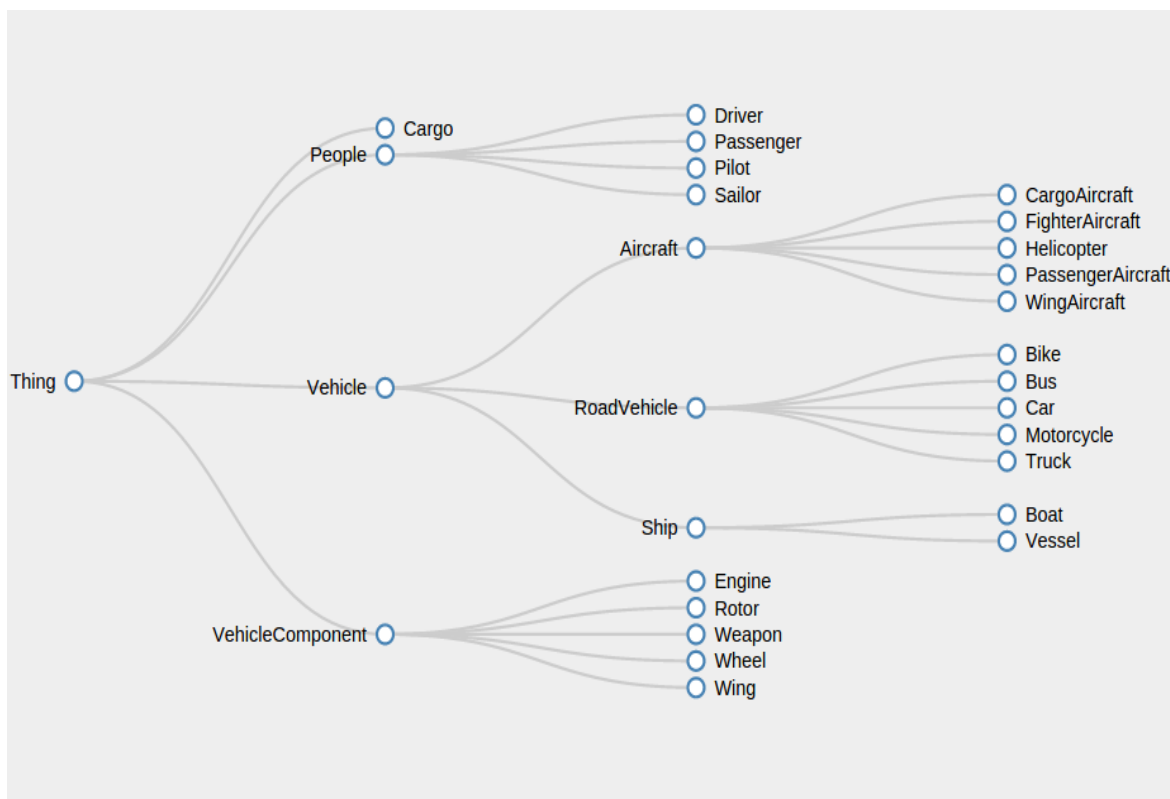 Driver
Cargo
Passenger
People
Pilot
Sailor
CargoAircraft
FighterAircraft
Aircraft
Helicopter
PassengerAircraft
WingAircraft
Bike
Thing
Bus
Vehicle
RoadVehicle
Car
Motorcycle
Truck
Boat
Ship
Vessel
Engine
Rotor
VehicleComponent
Weapon
Wheel
Wing